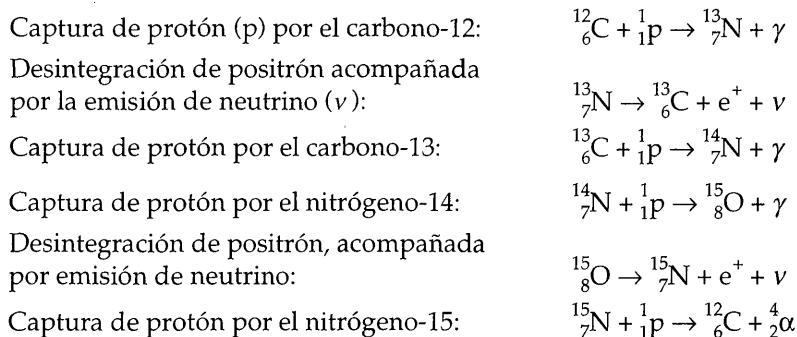 Captura de protón (p) por el carbono-12: ¹²₆C + ¹₁p → ¹³₇N + γ
Desintegración de positrón acompañada
por la emisión de neutrino (ν): ¹³₇N → ¹³₆C + e⁺ + ν
Captura de protón por el carbono-13: ¹³₆C + ¹₁p → ¹⁴₇N + γ
Captura de protón por el nitrógeno-14: ¹⁴₇N + ¹₁p → ¹⁵₈O + γ
Desintegración de positrón, acompañada
por emisión de neutrino: ¹⁵₈O → ¹⁵₇N + e⁺ + ν
Captura de protón por el nitrógeno-15: ¹⁵₇N + ¹₁p → ¹²₆C + ⁴₂α